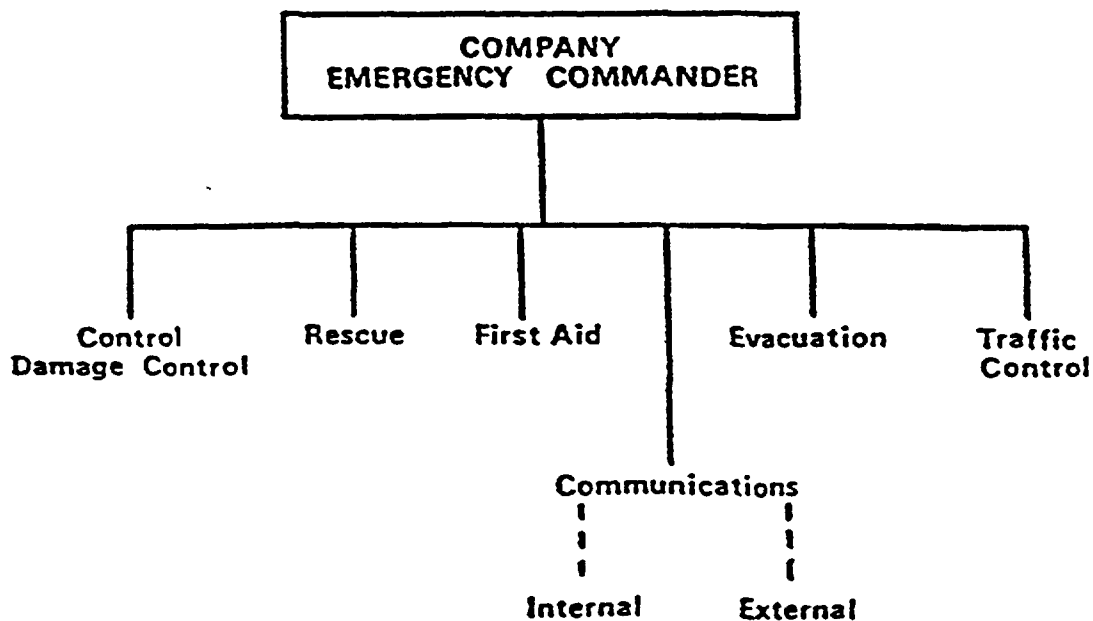 COMPANY
EMERGENCY COMMANDER
Control
Damage Control
Rescue
First Aid
Evacuation
Traffic
Control
Communications
Internal
External